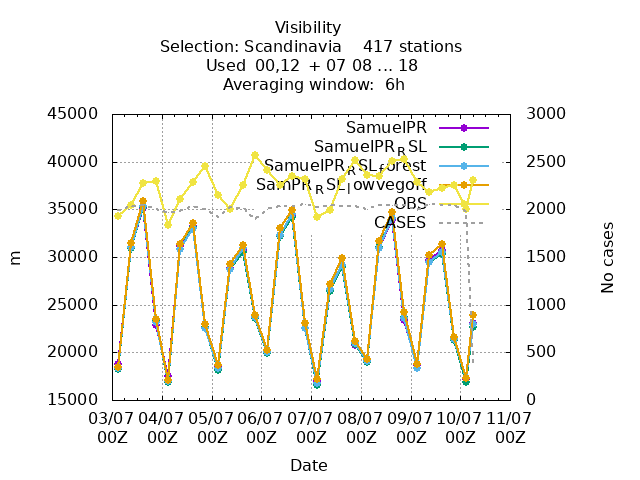 Visibility
Selection: Scandinavia 417 stations
Used 00,12 + 07 08 ... 18
Averaging window: 6h
45000
40000
35000
30000
25000
20000
15000
m
3000
2500
2000
1500
1000
500
0
No cases
SamuelPR
SamuelPR_RSL
SamuelPR_RSL_forest
SamPR_RSL_lowvegoff
OBS
CASES
03/07 04/07 05/07 06/07 07/07 08/07 09/07 10/07 11/07
00Z 00Z 00Z 00Z 00Z 00Z 00Z 00Z 00Z
Date